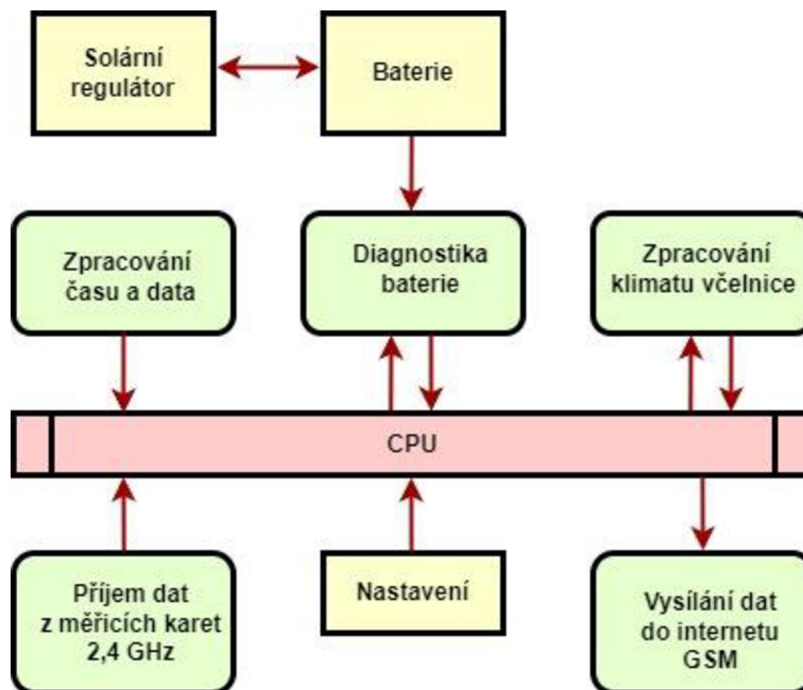 Solární
regulátor
Baterie
Zpracování
času a data
Diagnostika
baterie
Zpracování
klimatu včelnice
CPU
Příjem dat
z měřicích karet
2,4 GHz
Nastavení
Vysílání dat
do internetu
GSM